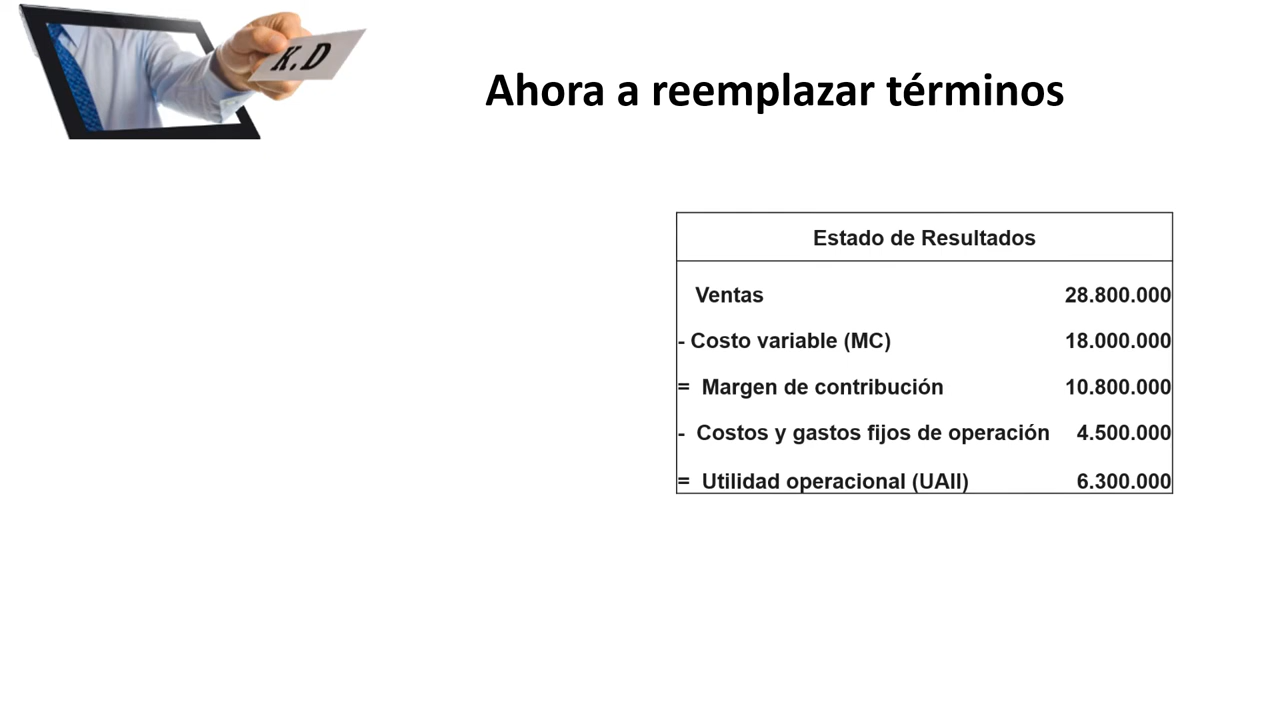 K.D
Ahora a reemplazar términos
Estado de Resultados
Ventas 28.800.000
- Costo variable (MC) 18.000.000
= Margen de contribución 10.800.000
- Costos y gastos fijos de operación 4.500.000
= Utilidad operacional (UAII) 6.300.000